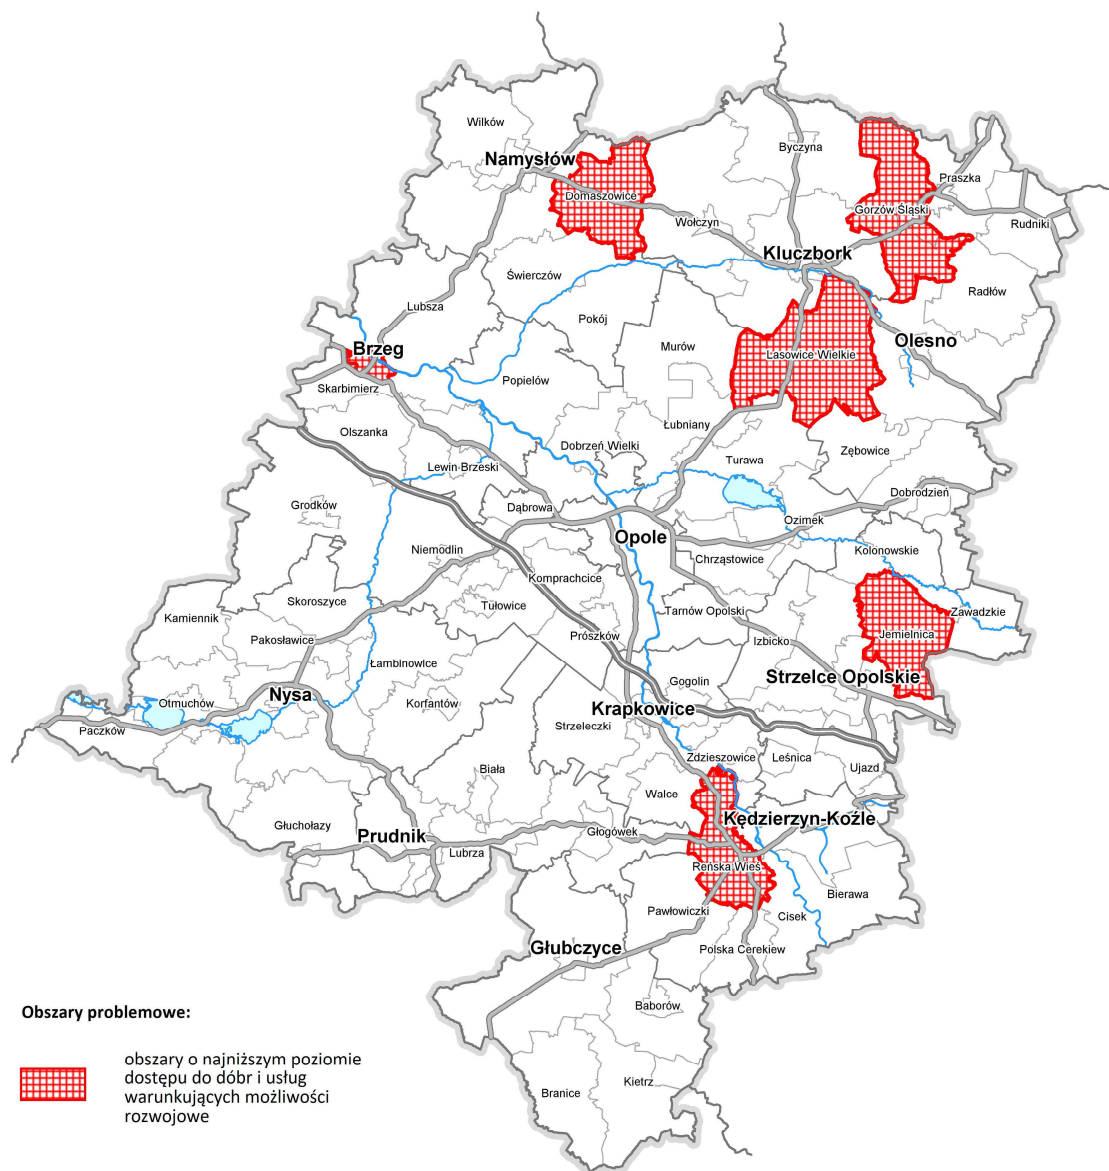 Wilków
Byczyna
Namysłów
Praszka
Domaszowice
Gorzów Śląski
Wołczyn
Rudniki
Kluczbork
Świerczów
Radłów
Lubsza
Pokój
Olesno
Murów
Brzeg
Lasowice Wielkie
Popielów
Skarbimierz
Łubniany
Olszanka
Dobrzeń Wielki
Zębowice
Turawa
Lewin Brzeski
Dobrodzień
Grodków
Dąbrowa
Ozimek
Opole
Niemodlin
Kolonowskie
Chrząstowice
Skoroszyce
Komprachcice
Tułowice
Kamiennik
Tarnów Opolski
Zawadzkie
Pakosławice
Prószków
Izbicko
Jemielnica
Łambinowice
Strzelce Opolskie
Gogolin
Nysa
Otmuchów
Korfantów
Krapkowice
Paczków
Strzeleczki
Zdzieszowice
Leśnica
Ujazd
Biała
Walce
Kędzierzyn-Koźle
Głuchołazy
Prudnik
Głogówek
Lubrza
Reńska Wieś
Bierawa
Pawłowiczki
Cisek
Głubczyce
Polska Cerekiew
Baborów
Kietrz
Branice
Obszary problemowe:
obszary o najniższym poziomie
dostępu do dóbr i usług
warunkujących możliwości
rozwojowe